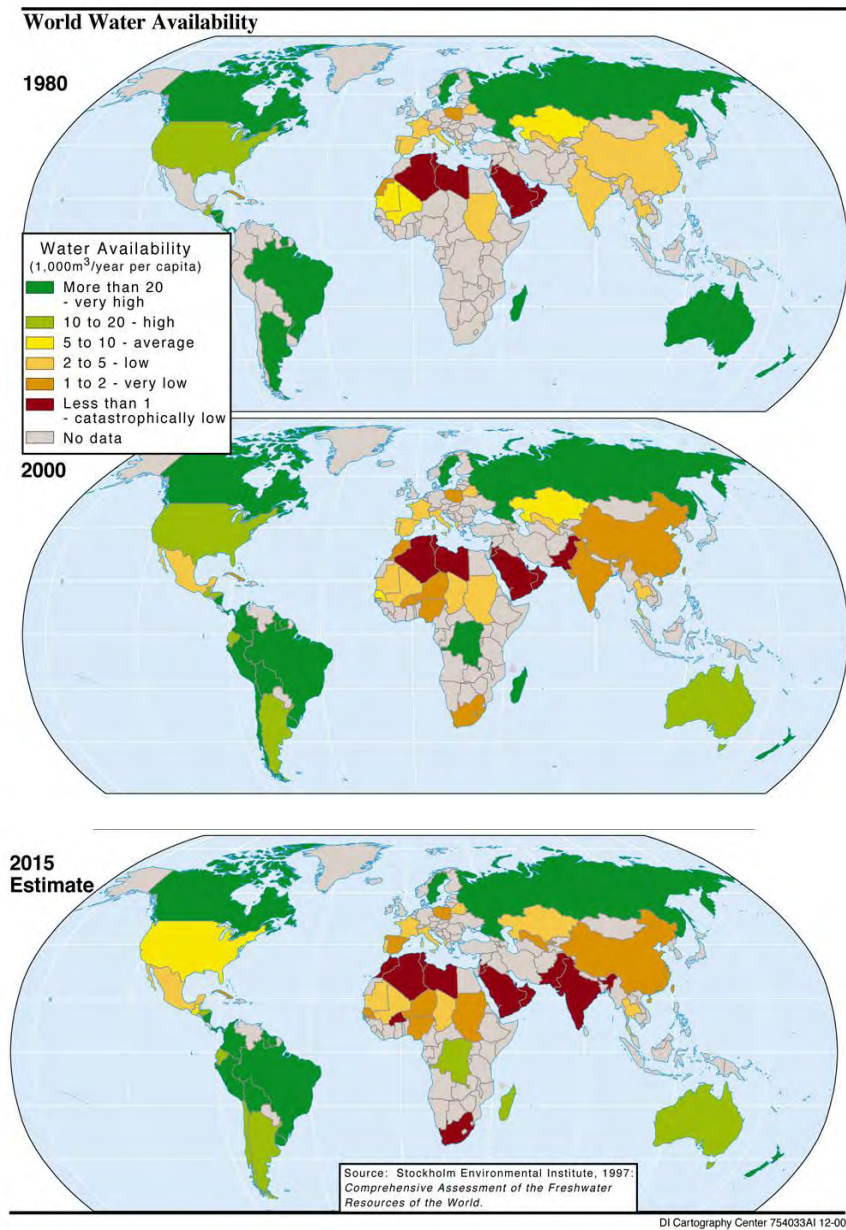 World Water Availability
1980
Water Availability
(1,000m³/year per capita)
More than 20
- very high
10 to 20 - high
5 to 10 - average
2 to 5 - low
1 to 2 - very low
Less than 1
- catastrophically low
No data
2000
2015
Estimate
Source: Stockholm Environmental Institute, 1997:
Comprehensive Assessment of the Freshwater
Resources of the World.
DI Cartography Center 754033AI 12-00